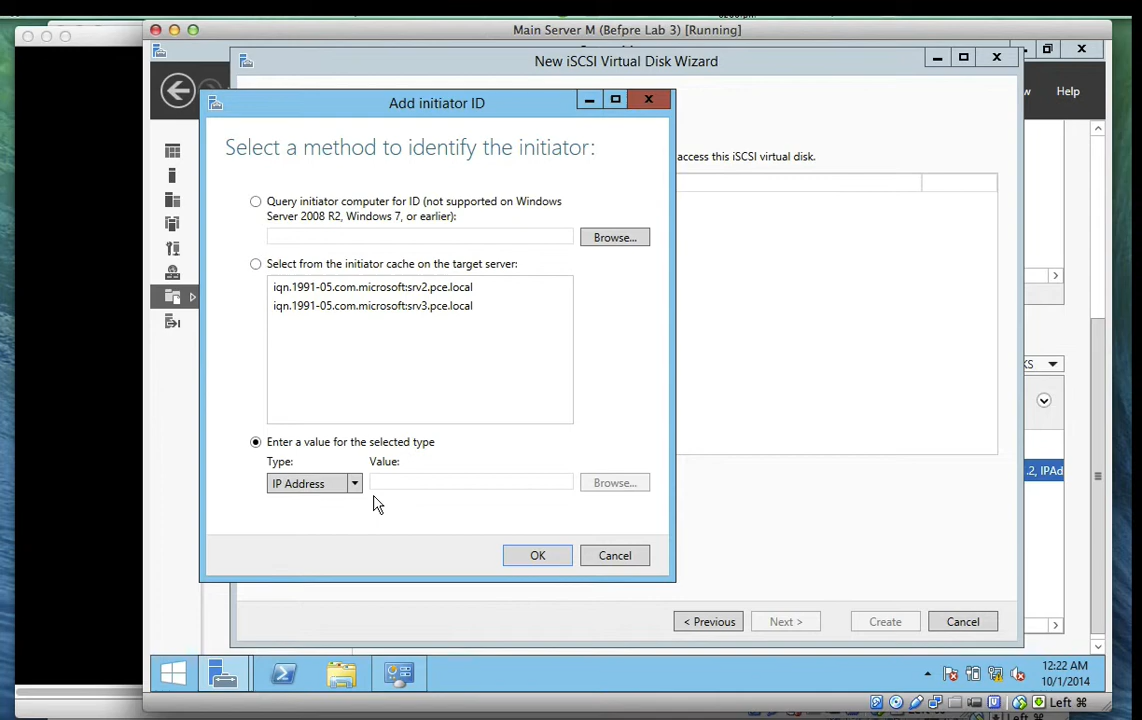 Main Server M (Befpre Lab 3) [Running]
New iSCSI Virtual Disk Wizard
Help
Add initiator ID
Select a method to identify the initiator:
access this iSCSI virtual disk.
Query initiator computer for ID (not supported on Windows
Server 2008 R2, Windows 7, or earlier):
Browse...
Select from the initiator cache on the target server:
iqn.1991-05.com.microsoft:srv2.pce.local
iqn.1991-05.com.microsoft:srv3.pce.local
KS
Enter a value for the selected type
Type:
Value:
.2, IPAd
IP Address
Browse...
OK
Cancel
< Previous
Next >
Create
Cancel
12:22 AM
10/1/2014
Left ⌘